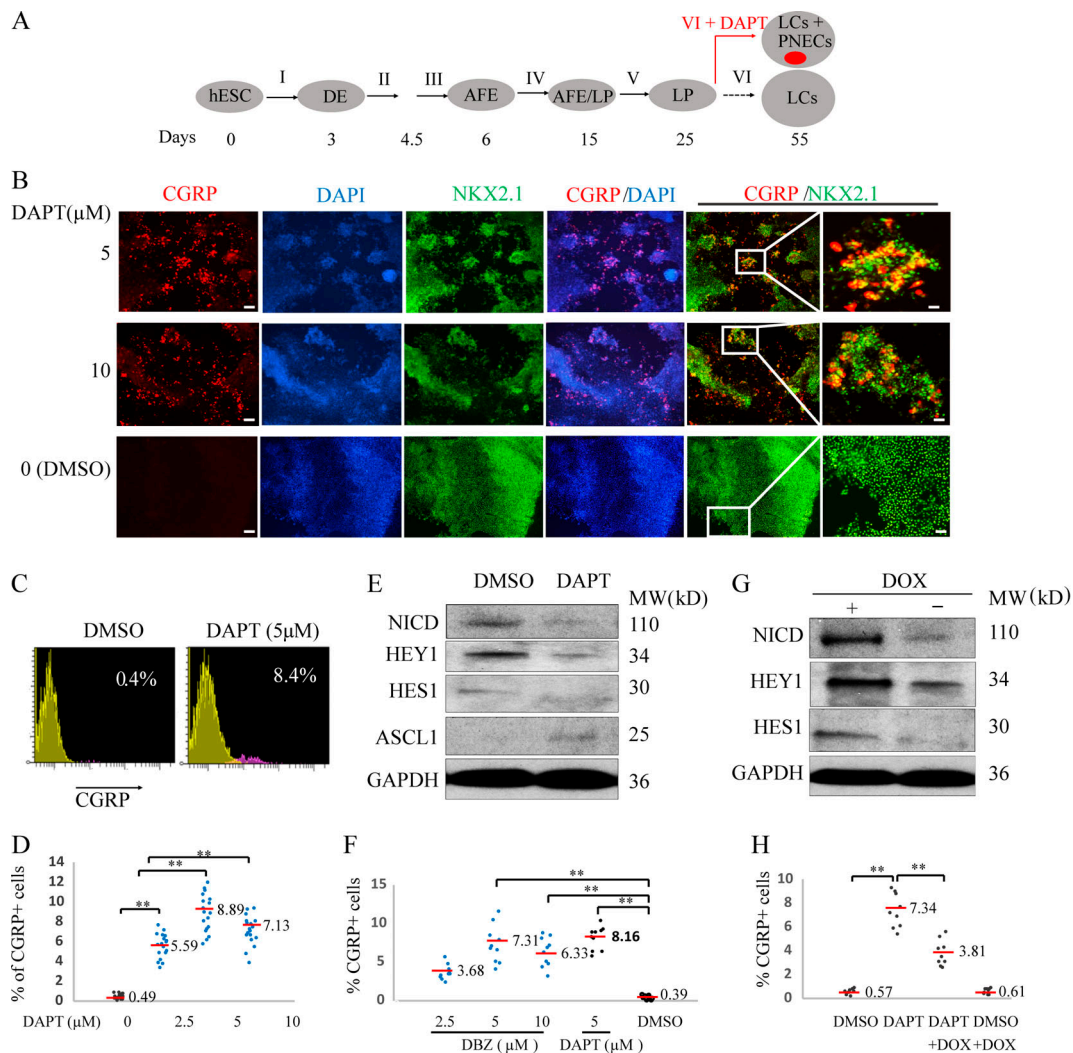 A
VI + DAPT
LCs +
PNECs
I
II
III
IV
V
VI
hESC
DE
AFE
AFE/LP
LP
LCs
Days
0
3
4.5
6
15
25
55
B
CGRP
DAPI
NKX2.1
CGRP/DAPI
CGRP/NKX2.1
DAPT(μM)
5
10
0 (DMSO)
C
DMSO
DAPT (5μM)
0.4%
8.4%
CGRP
E
DMSO
DAPT
MW(kD)
NICD
110
HEY1
34
HES1
30
ASCL1
25
GAPDH
36
G
DOX
+
−
MW(kD)
NICD
110
HEY1
34
HES1
30
GAPDH
36
D
% of CGRP+ cells
14
12
10
8
6
4
2
0
**
**
**
0.49
5.59
8.89
7.13
DAPT (μM)
0
2.5
5
10
F
% CGRP+ cells
15
10
5
0
**
**
**
3.68
7.31
6.33
8.16
0.39
2.5
5
10
5
DMSO
DBZ ( μM )
DAPT ( μM )
H
% CGRP+ cells
10
8
6
4
2
0
**
**
0.57
7.34
3.81
0.61
DMSO DAPT DAPT DMSO
+DOX +DOX